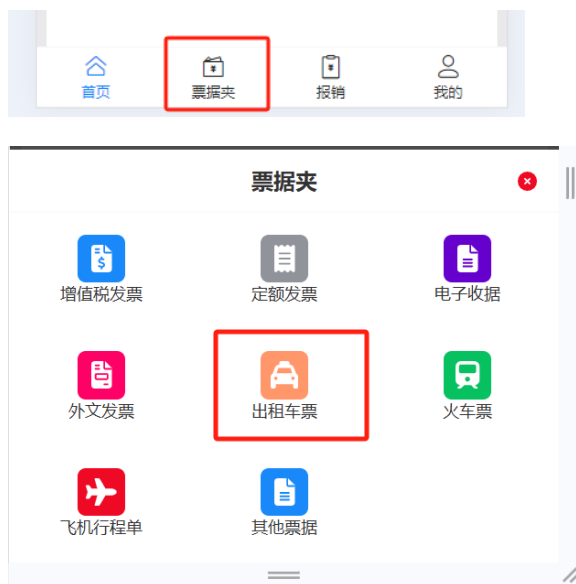 首页 票据夹 报销 我的
票据夹
增值税发票 定额发票 电子收据
外文发票 出租车票 火车票
飞机行程单 其他票据